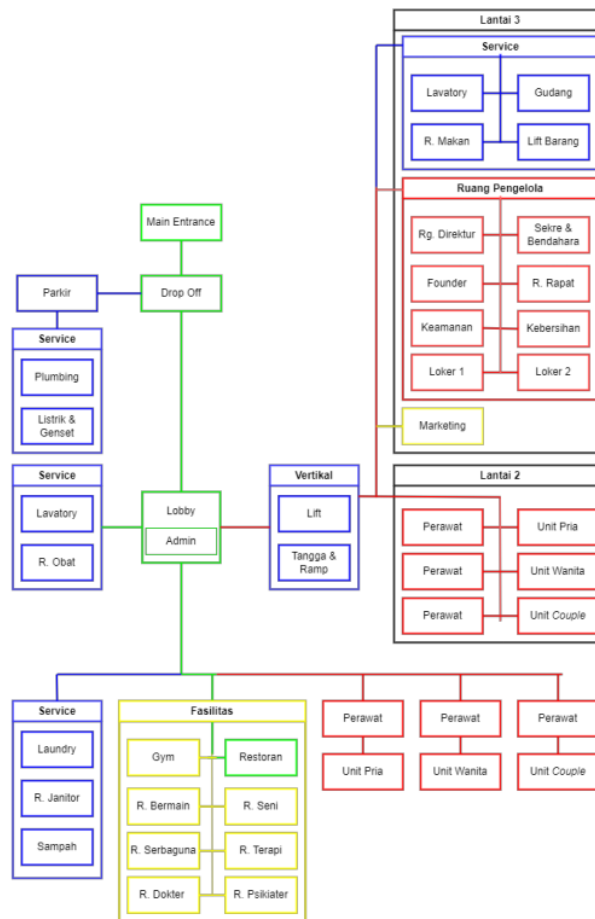 Lantai 3
Service
Lavatory
Gudang
R. Makan
Lift Barang
Ruang Pengelola
Rg. Direktur
Sekre &
Bendahara
Founder
R. Rapat
Keamanan
Kebersihan
Loker 1
Loker 2
Marketing
Main Entrance
Parkir
Drop Off
Service
Plumbing
Listrik &
Genset
Service
Lavatory
R. Obat
Lobby
Admin
Vertikal
Lift
Tangga &
Ramp
Lantai 2
Perawat
Unit Pria
Perawat
Unit Wanita
Perawat
Unit Couple
Service
Laundry
R. Janitor
Sampah
Fasilitas
Gym
Restoran
R. Bermain
R. Seni
R. Serbaguna
R. Terapi
R. Dokter
R. Psikiater
Perawat
Perawat
Perawat
Unit Pria
Unit Wanita
Unit Couple